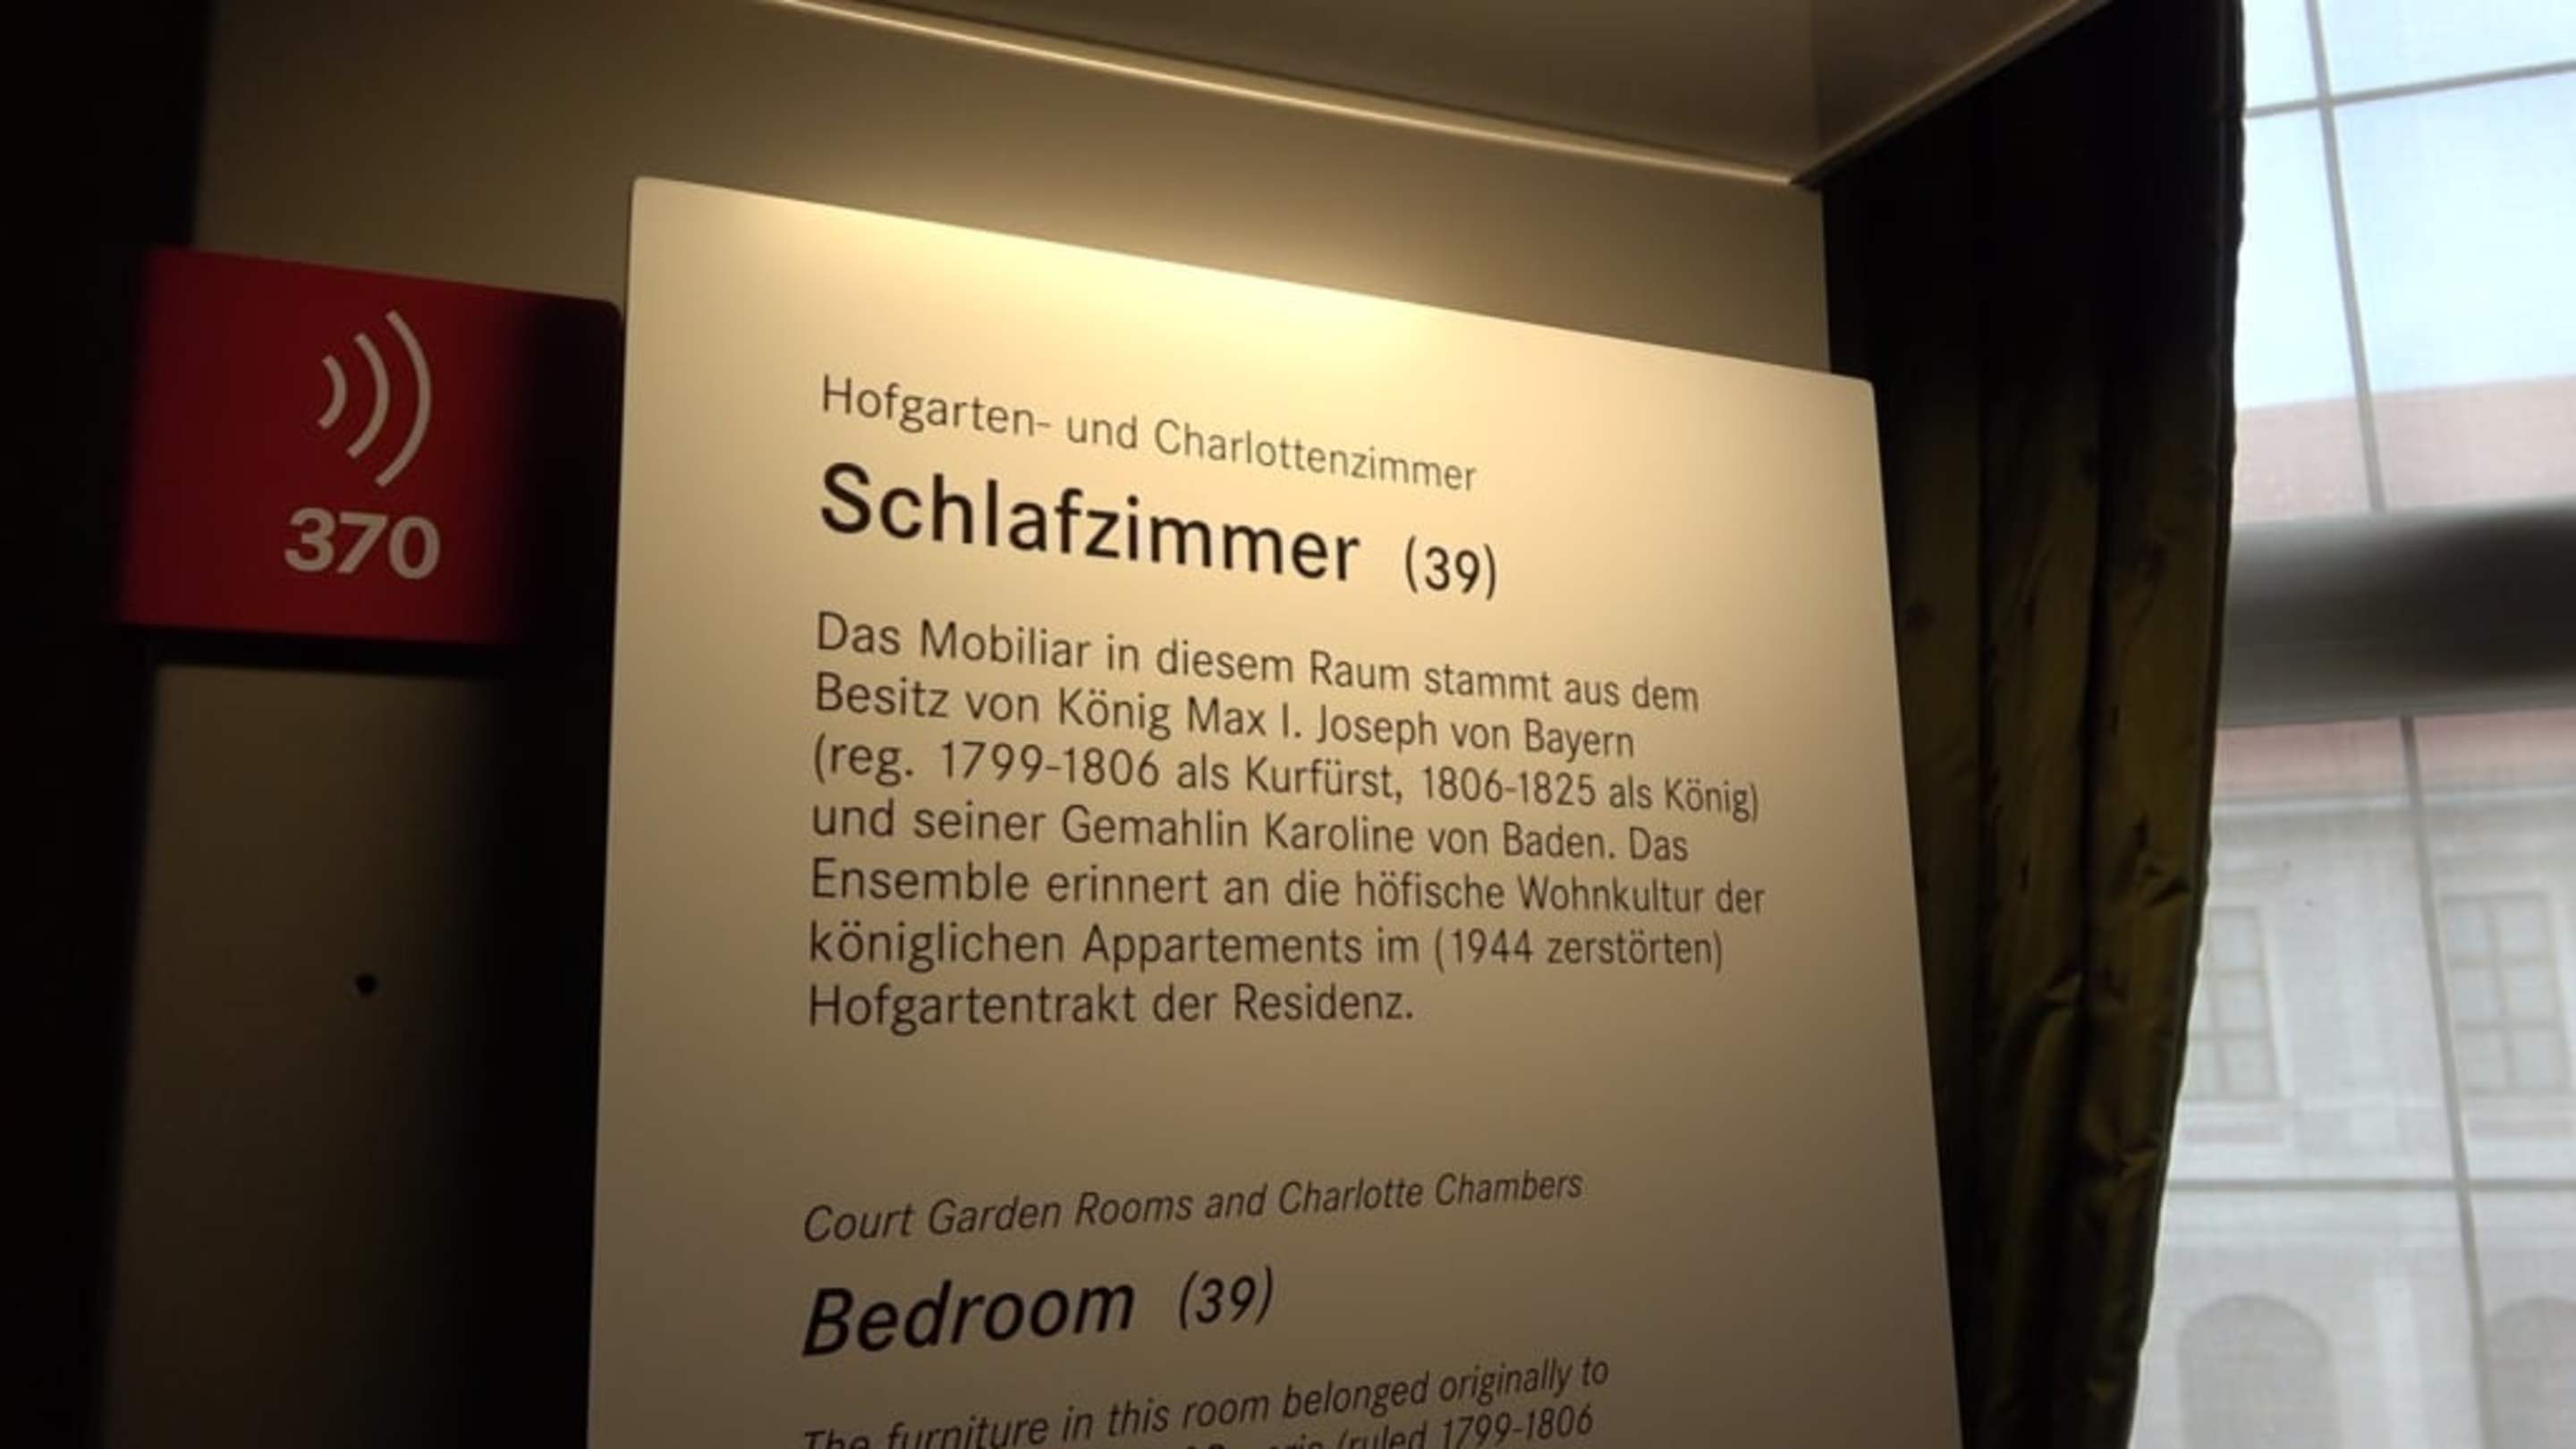 370
Hofgarten- und Charlottenzimmer
Schlafzimmer (39)
Das Mobiliar in diesem Raum stammt aus dem
Besitz von König Max I. Joseph von Bayern
(reg. 1799-1806 als Kurfürst, 1806-1825 als König)
und seiner Gemahlin Karoline von Baden. Das
Ensemble erinnert an die höfische Wohnkultur der
königlichen Appartements im (1944 zerstörten)
Hofgartentrakt der Residenz.
Court Garden Rooms and Charlotte Chambers
Bedroom (39)
The furniture in this room belonged originally to
(ruled 1799-1806